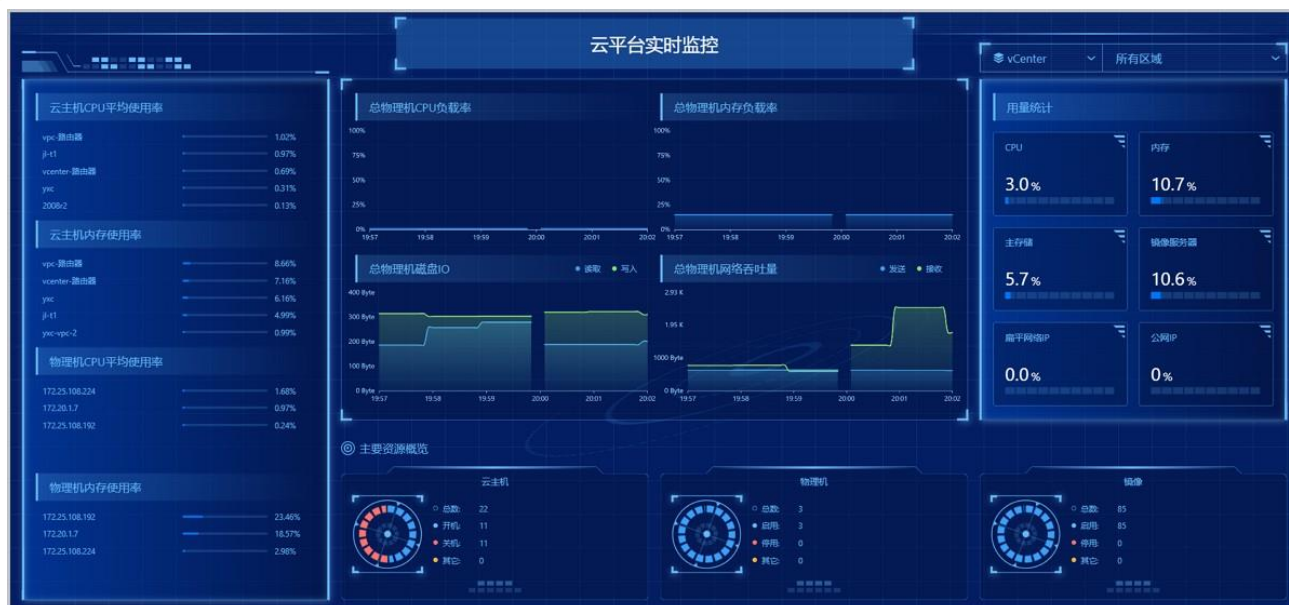 云平台实时监控
vCenter
所有区域
云主机CPU平均使用率
vpc-路由器 1.02%
jl-t1 0.97%
vcenter-路由器 0.69%
yxc 0.31%
2008r2 0.13%
云主机内存使用率
vpc-路由器 8.66%
vcenter-路由器 7.16%
yxc 6.16%
jl-t1 4.99%
yxc-vpc-2 0.99%
物理机CPU平均使用率
172.25.108.224 1.68%
172.20.1.7 0.97%
172.25.108.192 0.24%
物理机内存使用率
172.25.108.192 23.46%
172.20.1.7 18.57%
172.25.108.224 2.98%
总物理机CPU负载率
100%
75%
50%
25%
0%
19:57 19:58 19:59 20:00 20:01 20:02
总物理机内存负载率
100%
75%
50%
25%
0%
19:57 19:58 19:59 20:00 20:01 20:02
总物理机磁盘IO 读取 写入
400 Byte
300 Byte
200 Byte
100 Byte
0 Byte
19:57 19:58 19:59 20:00 20:01 20:02
总物理机网络吞吐量 发送 接收
2.93 K
1.95 K
1000 Byte
0 Byte
19:57 19:58 19:59 20:00 20:01 20:02
用量统计
CPU
3.0%
内存
10.7%
主存储
5.7%
镜像服务器
10.6%
扁平网络IP
0.0%
公网IP
0%
主要资源概览
云主机
总数: 22
开机: 11
关机: 11
其它: 0
物理机
总数: 3
启用: 3
停用: 0
其它: 0
镜像
总数: 85
启用: 85
停用: 0
其它: 0